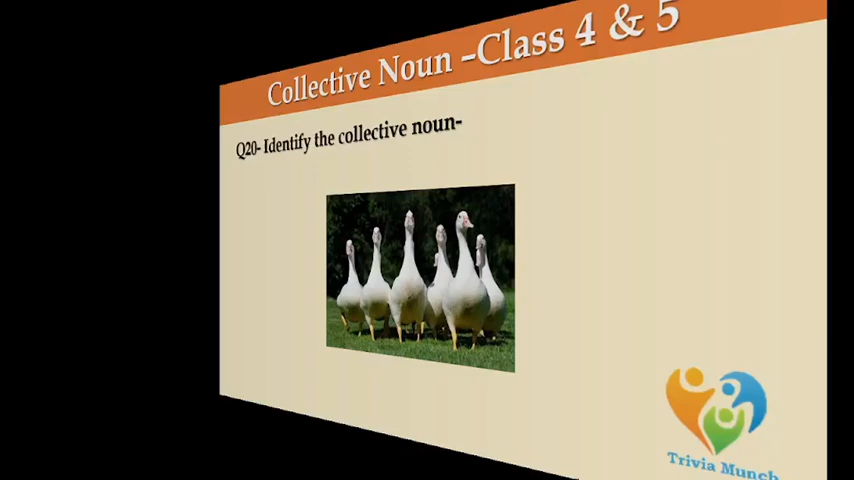 Collective Noun –Class 4 & 5
Q20- Identify the collective noun-
Trivia Munch